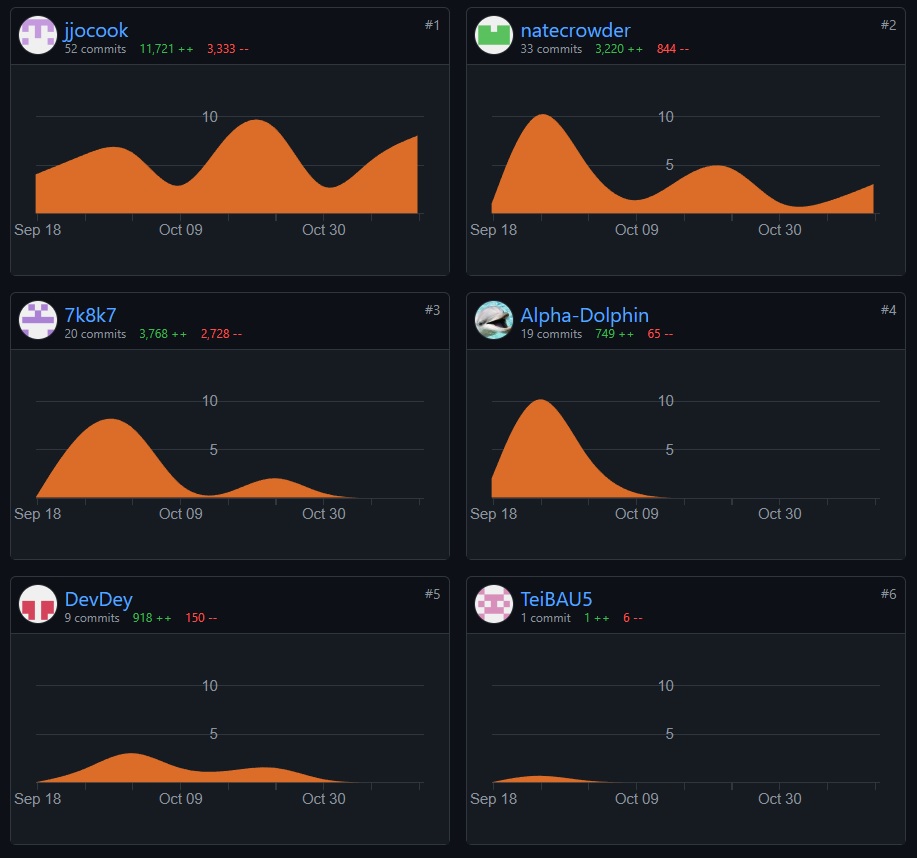 jjocook #1
52 commits 11,721 ++ 3,333 --
10
Sep 18 Oct 09 Oct 30
natecrowder #2
33 commits 3,220 ++ 844 --
10
5
Sep 18 Oct 09 Oct 30
7k8k7 #3
20 commits 3,768 ++ 2,728 --
10
5
Sep 18 Oct 09 Oct 30
Alpha-Dolphin #4
19 commits 749 ++ 65 --
10
5
Sep 18 Oct 09 Oct 30
DevDey #5
9 commits 918 ++ 150 --
10
5
Sep 18 Oct 09 Oct 30
TeiBAU5 #6
1 commit 1 ++ 6 --
10
5
Sep 18 Oct 09 Oct 30